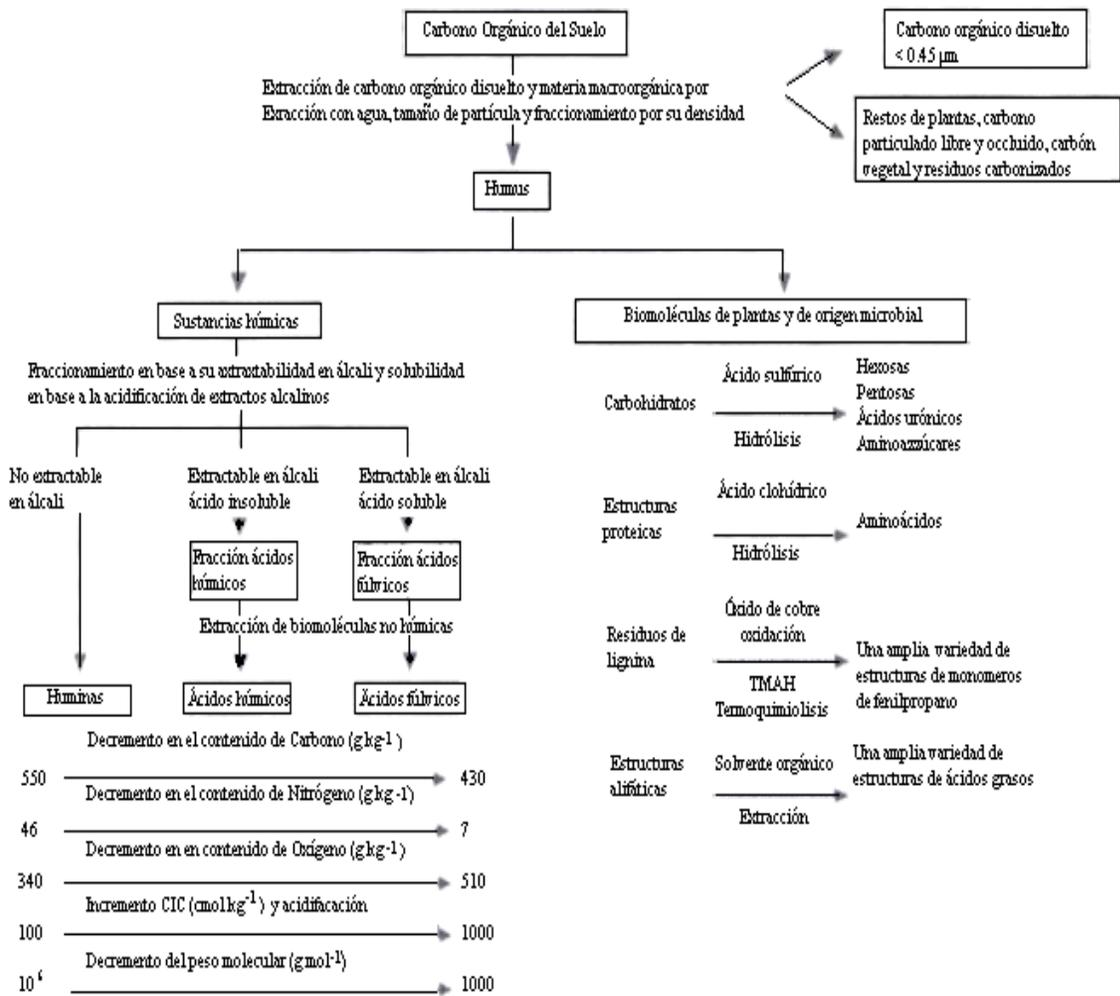 Carbono Orgánico del Suelo
Carbono orgánico disuelto
< 0.45 µm
Extracción de carbono orgánico disuelto y materia macroorgánica por
Exracción con agua, tamaño de partícula y fraccionamiento por su densidad
Restos de plantas, carbono
particulado libre y occluido, carbón
vegetal y residuos carbonizados
Humus
Sustancias húmicas
Fraccionamiento en base a su axtraxtabilidad en álcali y solubilidad
en base a la acidificación de extractos alcalinos
No extractable
en álcali
Extractable en álcali
ácido insoluble
Extractable en álcali
ácido soluble
Fracción ácidos
húmicos
Fracción ácidos
fúlvicos
Extracción de biomoléculas no húmicas
Huminas
Ácidos húmicos
Äcidos fúlvicos
Decremento en el contenido de Carbono (g.kg-1)
550
430
Decremento en el contenido de Nitrógeno (g.kg -1)
46
7
Decremento en en contenido de Oxígeno (g.kg-1)
340
510
Incremento CIC (cmol.kg-1) y acidifacación
100
1000
Decremento del peso molecular (g.mol-1)
10⁶
1000
Biomoléculas de plantas y de origen microbial
Carbohidratos
Ácido sulfúrico
Hidrólisis
Hexosas
Pentosas
Ácidos urónicos
Aminoazzúcares
Estructuras
proteicas
Ácido clohídrico
Hidrólisis
Aminoácidos
Residuos de
lignina
Óxido de cobre
oxidación
TMAH
Termoquimiolisis
Una amplia variedad de
estructuras de monomeros
de fenilpropano
Estructuras
alifáticas
Solvente orgánico
Extracción
Una amplia variedad de
estructuras de ácidos grasos